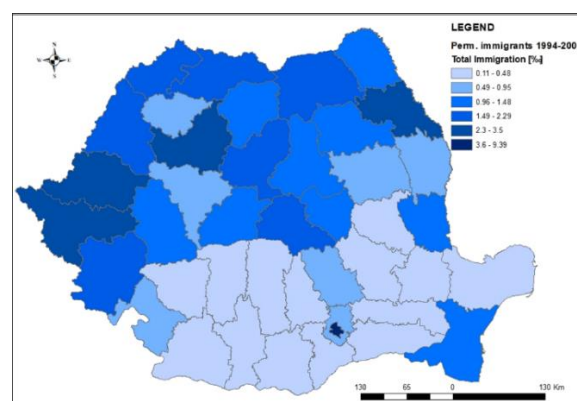 LEGEND
Perm. immigrants 1994-200
Total Immigration [‰]
0.11 - 0.48
0.49 - 0.95
0.96 - 1.48
1.49 - 2.29
2.3 - 3.5
3.6 - 9.39
130 65 0 130 Km